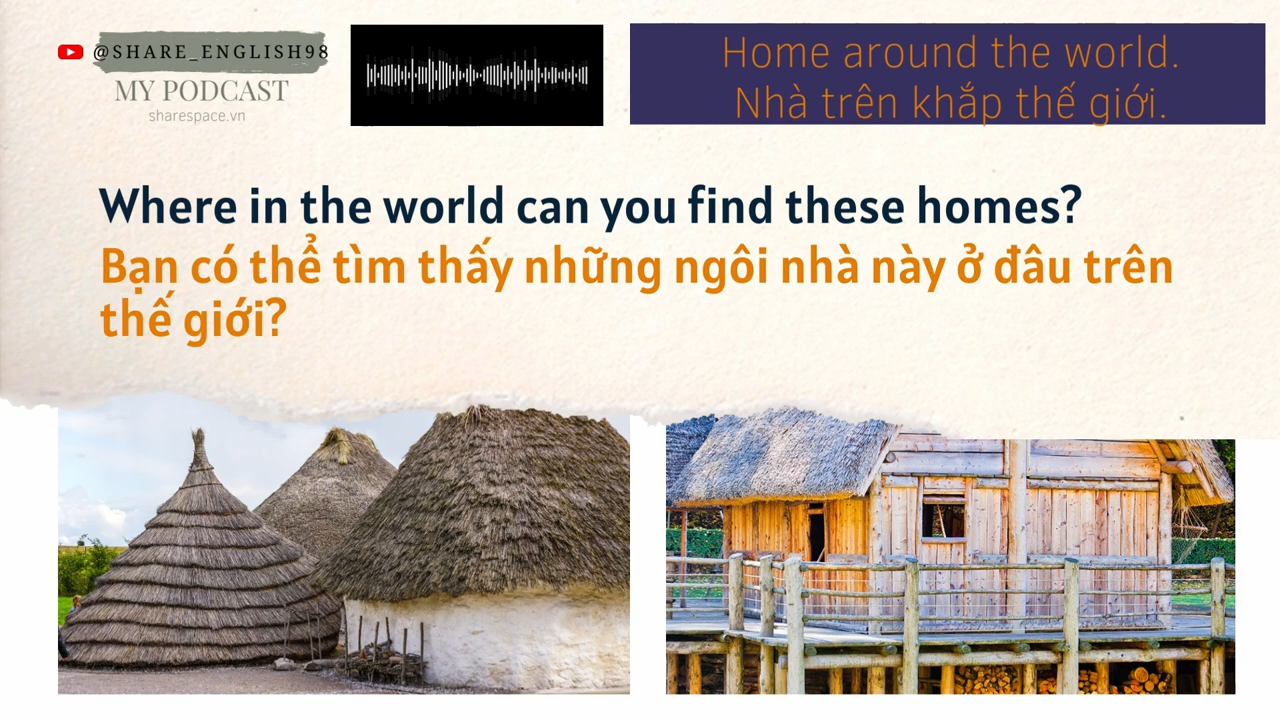 @SHARE_ENGLISH98
MY PODCAST
sharespace.vn
Home around the world.
Nhà trên khắp thế giới.
Where in the world can you find these homes?
Bạn có thể tìm thấy những ngôi nhà này ở đâu trên
thế giới?